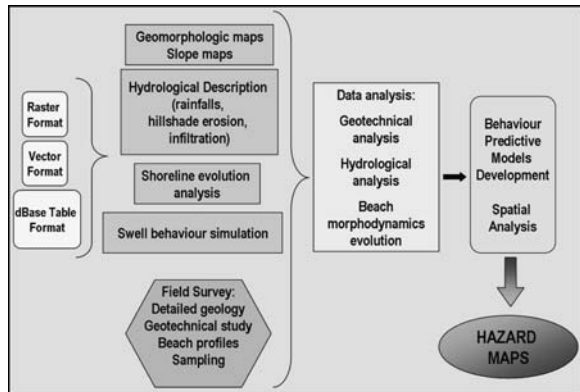 Raster
Format
Vector
Format
dBase Table
Format
Geomorphologic maps
Slope maps
Hydrological Description
(rainfalls,
hillshade erosion,
infiltration)
Shoreline evolution
analysis
Swell behaviour simulation
Field Survey:
Detailed geology
Geotechnical study
Beach profiles
Sampling
Data analysis:
Geotechnical
analysis
Hydrological
analysis
Beach
morphodynamics
evolution
Behaviour
Predictive
Models
Development
Spatial
Analysis
HAZARD
MAPS